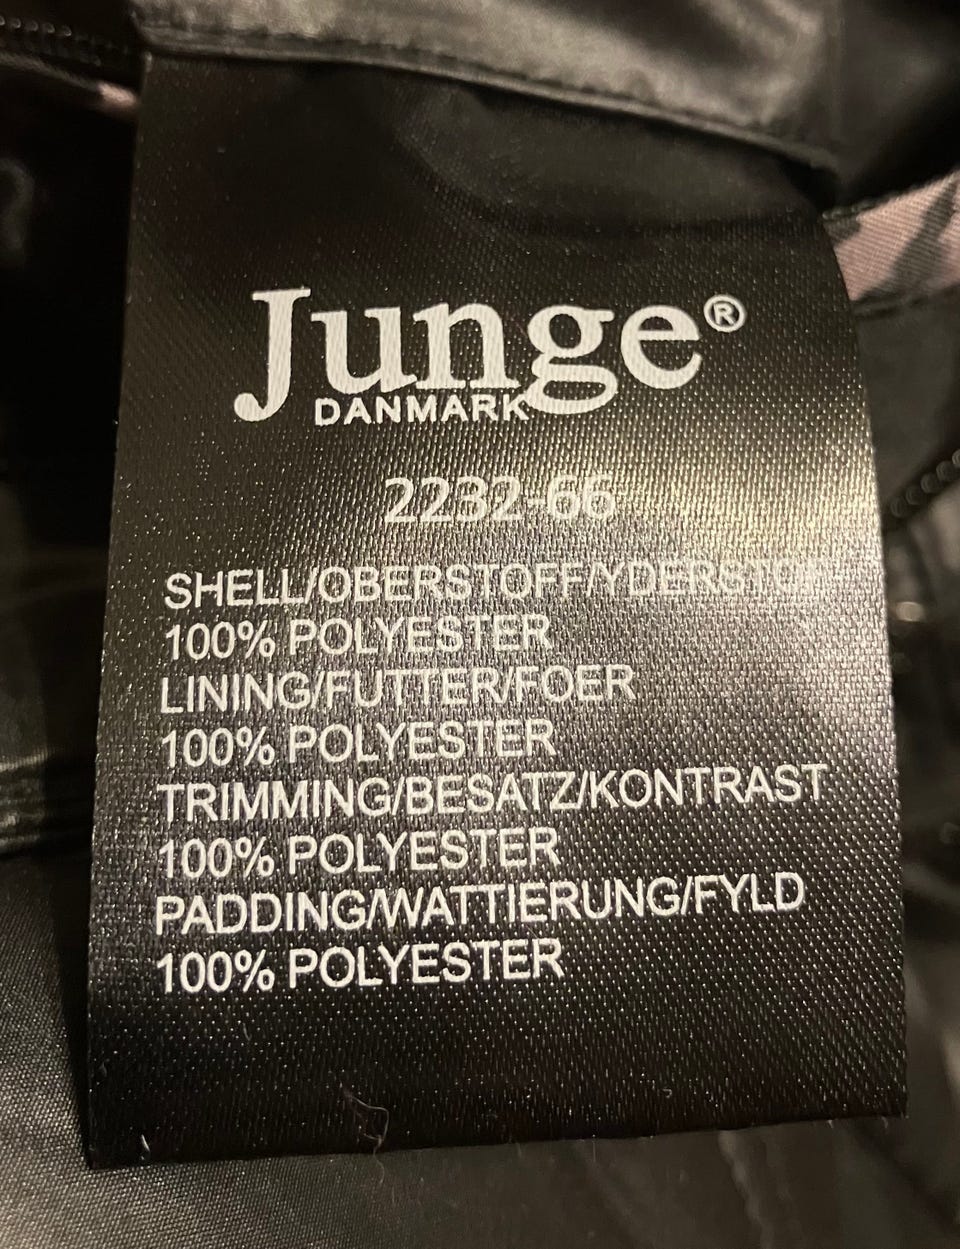 Junge®
DANMARK
2232-66
SHELL/OBERSTOFF/YDERSTOF
100% POLYESTER
LINING/FUTTER/FOER
100% POLYESTER
TRIMMING/BESATZ/KONTRAST
100% POLYESTER
PADDING/WATTIERUNG/FYLD
100% POLYESTER